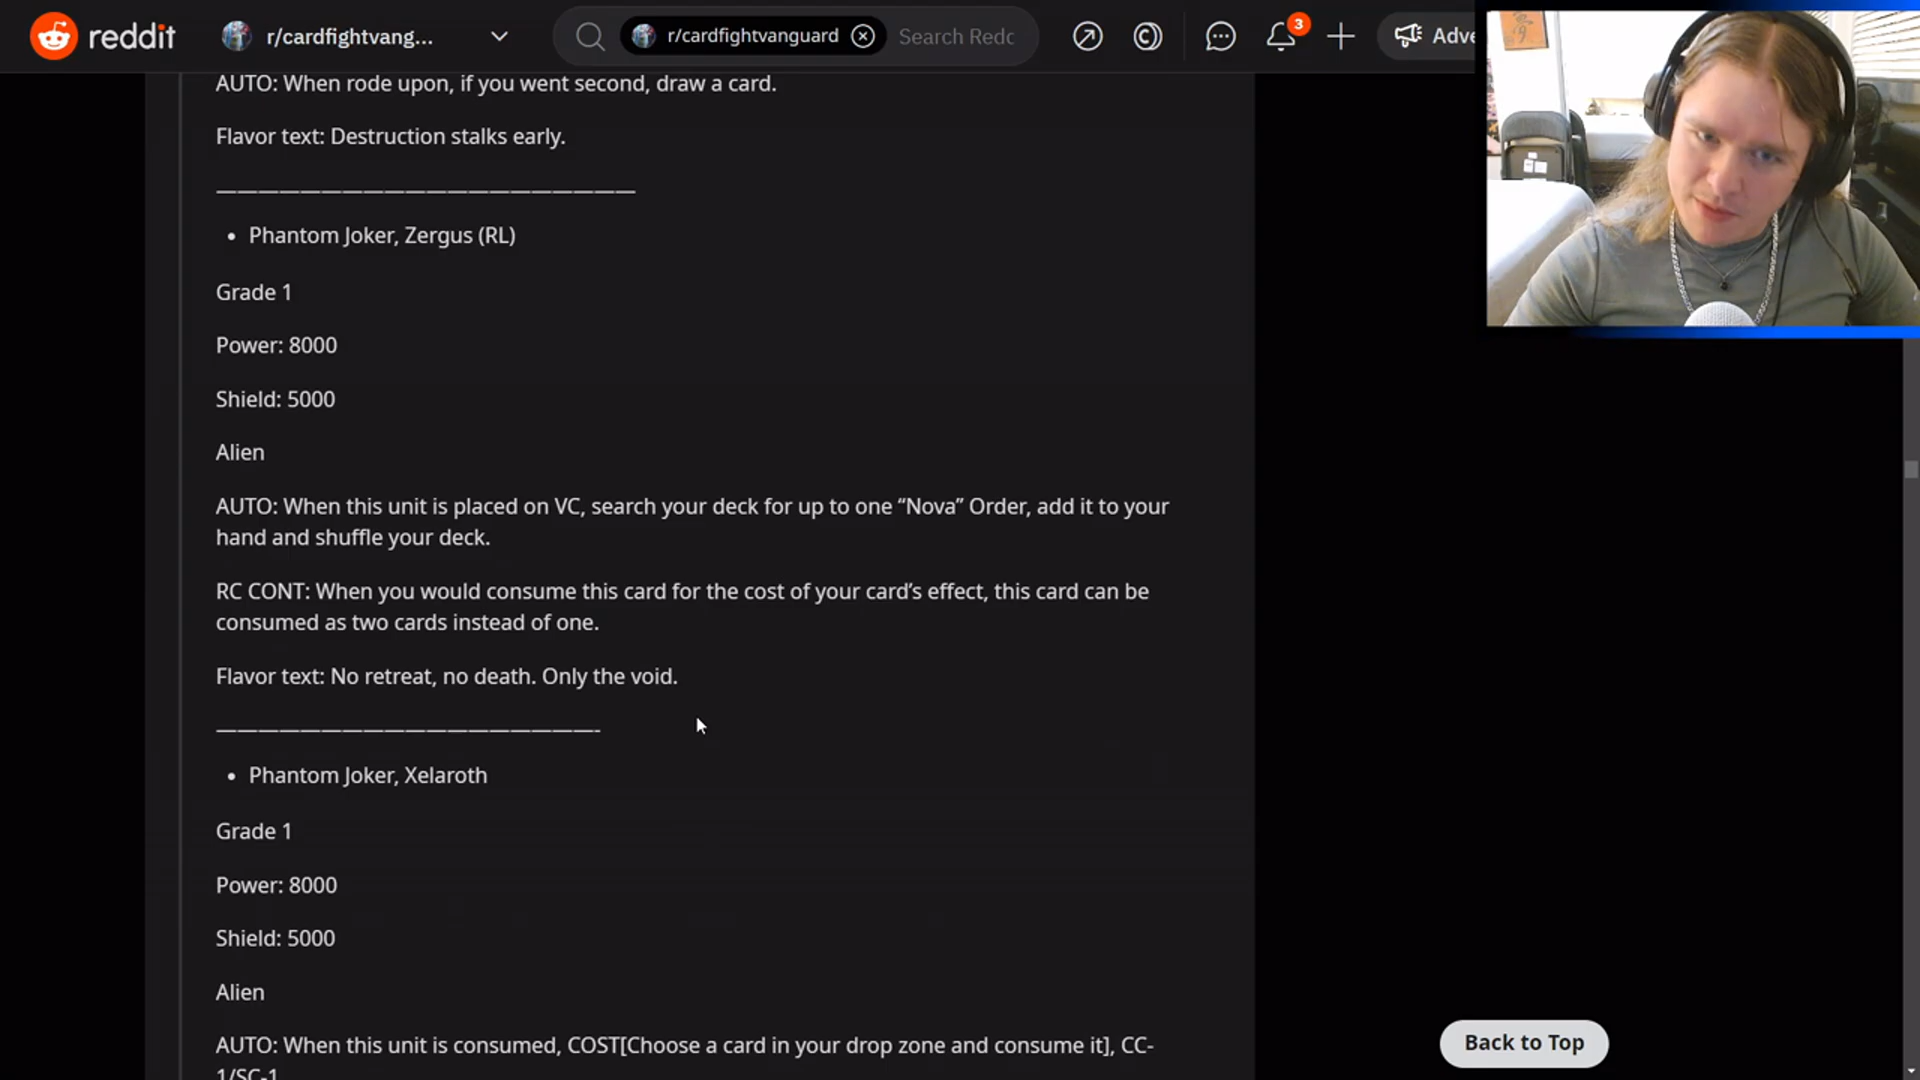 reddit
r/cardfightvang...
r/cardfightvanguard
Search Redc
3
Adve
AUTO: When rode upon, if you went second, draw a card.
Flavor text: Destruction stalks early.
————————————————————
• Phantom Joker, Zergus (RL)
Grade 1
Power: 8000
Shield: 5000
Alien
AUTO: When this unit is placed on VC, search your deck for up to one “Nova” Order, add it to your
hand and shuffle your deck.
RC CONT: When you would consume this card for the cost of your card’s effect, this card can be
consumed as two cards instead of one.
Flavor text: No retreat, no death. Only the void.
——————————————————-
• Phantom Joker, Xelaroth
Grade 1
Power: 8000
Shield: 5000
Alien
AUTO: When this unit is consumed, COST[Choose a card in your drop zone and consume it], CC-
1/SC-1
Back to Top